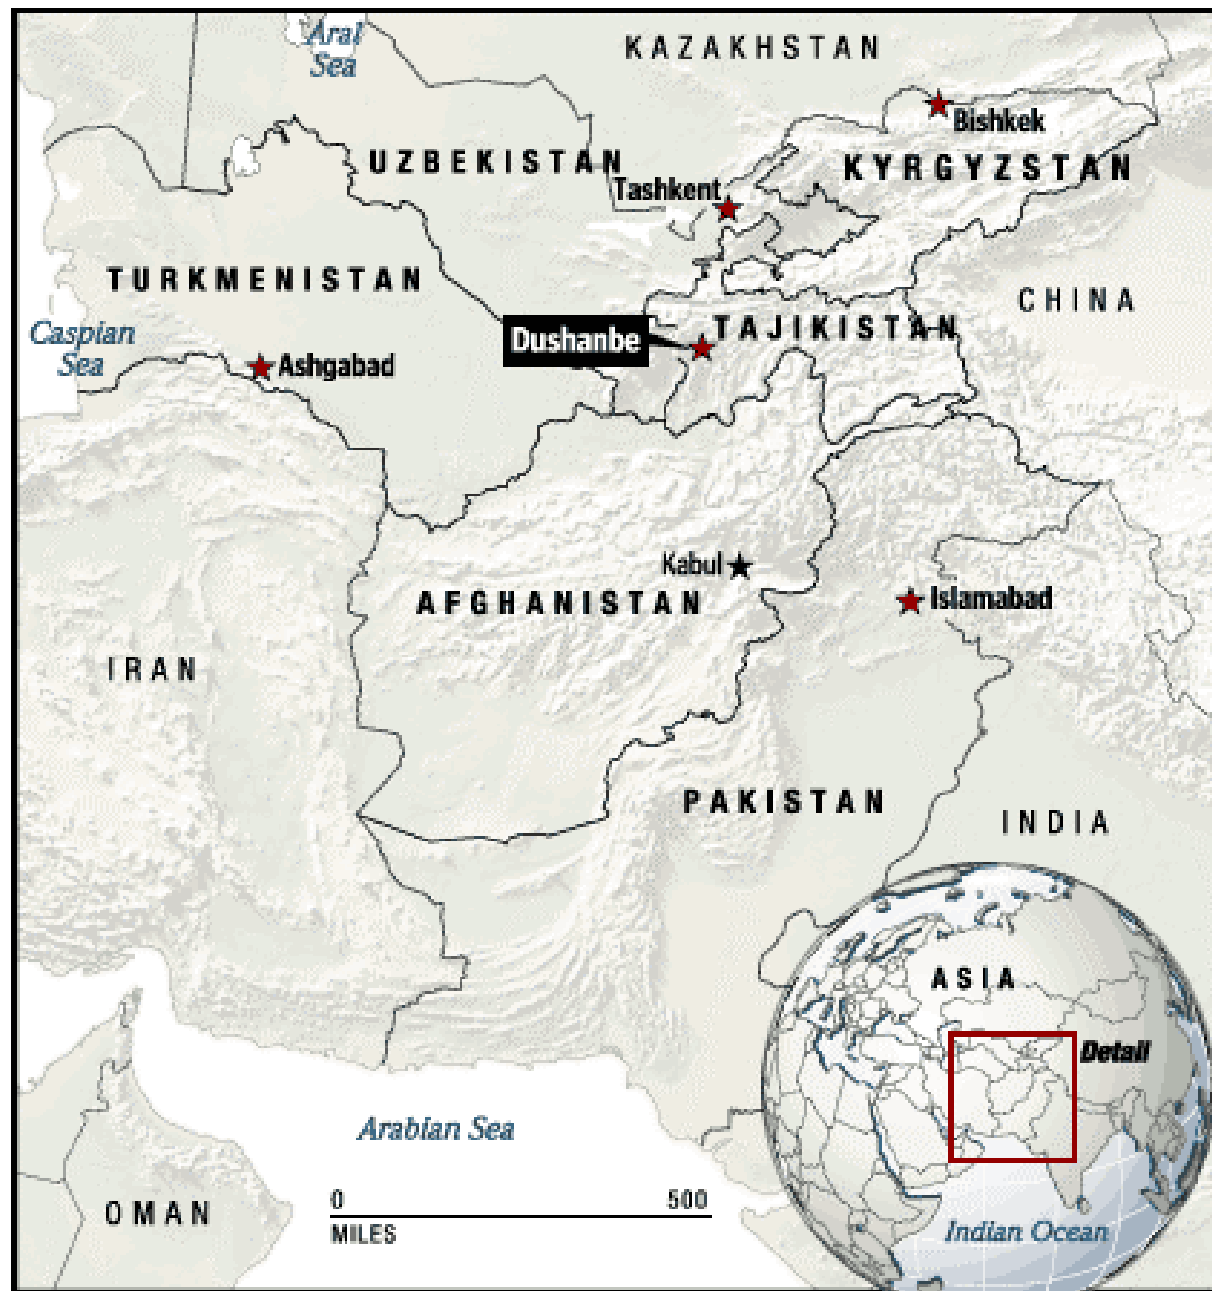 Aral
Sea
KAZAKHSTAN
Bishkek
UZBEKISTAN
KYRGYZSTAN
Tashkent
TURKMENISTAN
CHINA
Caspian
Sea
Dushanbe
TAJIKISTAN
Ashgabad
Kabul
AFGHANISTAN
Islamabad
IRAN
PAKISTAN
INDIA
ASIA
Detail
Arabian Sea
0 500
MILES
OMAN
Indian Ocean